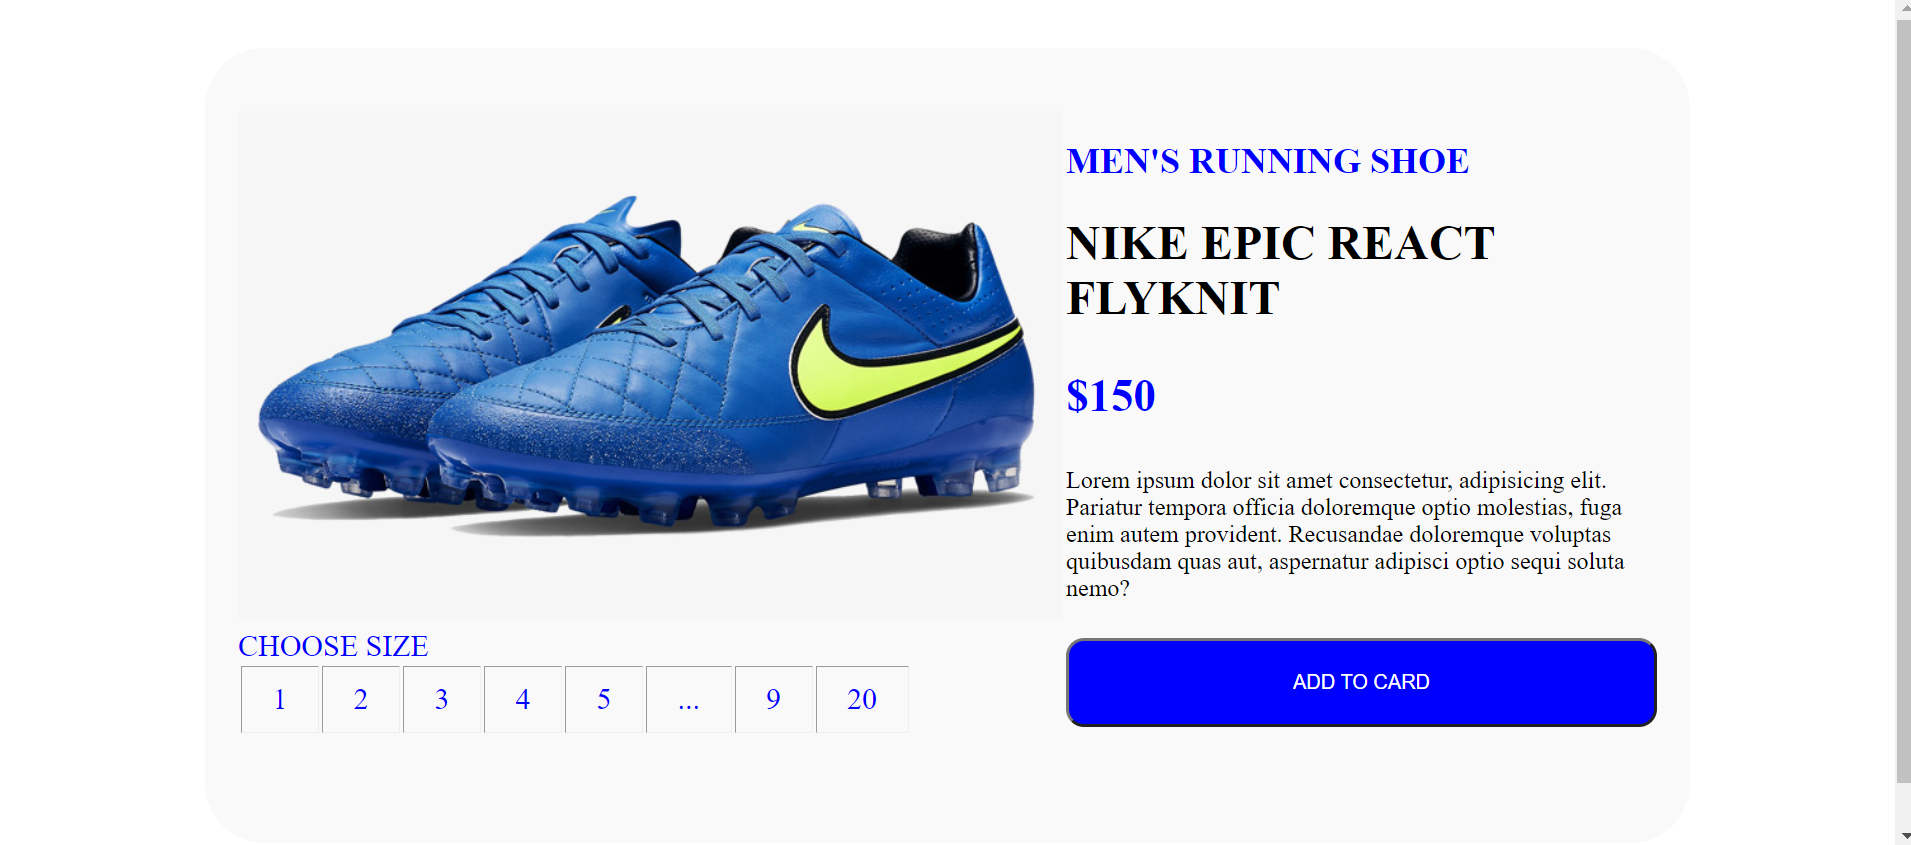 MEN'S RUNNING SHOE
NIKE EPIC REACT
FLYKNIT
$150
Lorem ipsum dolor sit amet consectetur, adipisicing elit.
Pariatur tempora officia doloremque optio molestias, fuga
enim autem provident. Recusandae doloremque voluptas
quibusdam quas aut, aspernatur adipisci optio sequi soluta
nemo?
CHOOSE SIZE
1 2 3 4 5 ... 9 20
ADD TO CARD